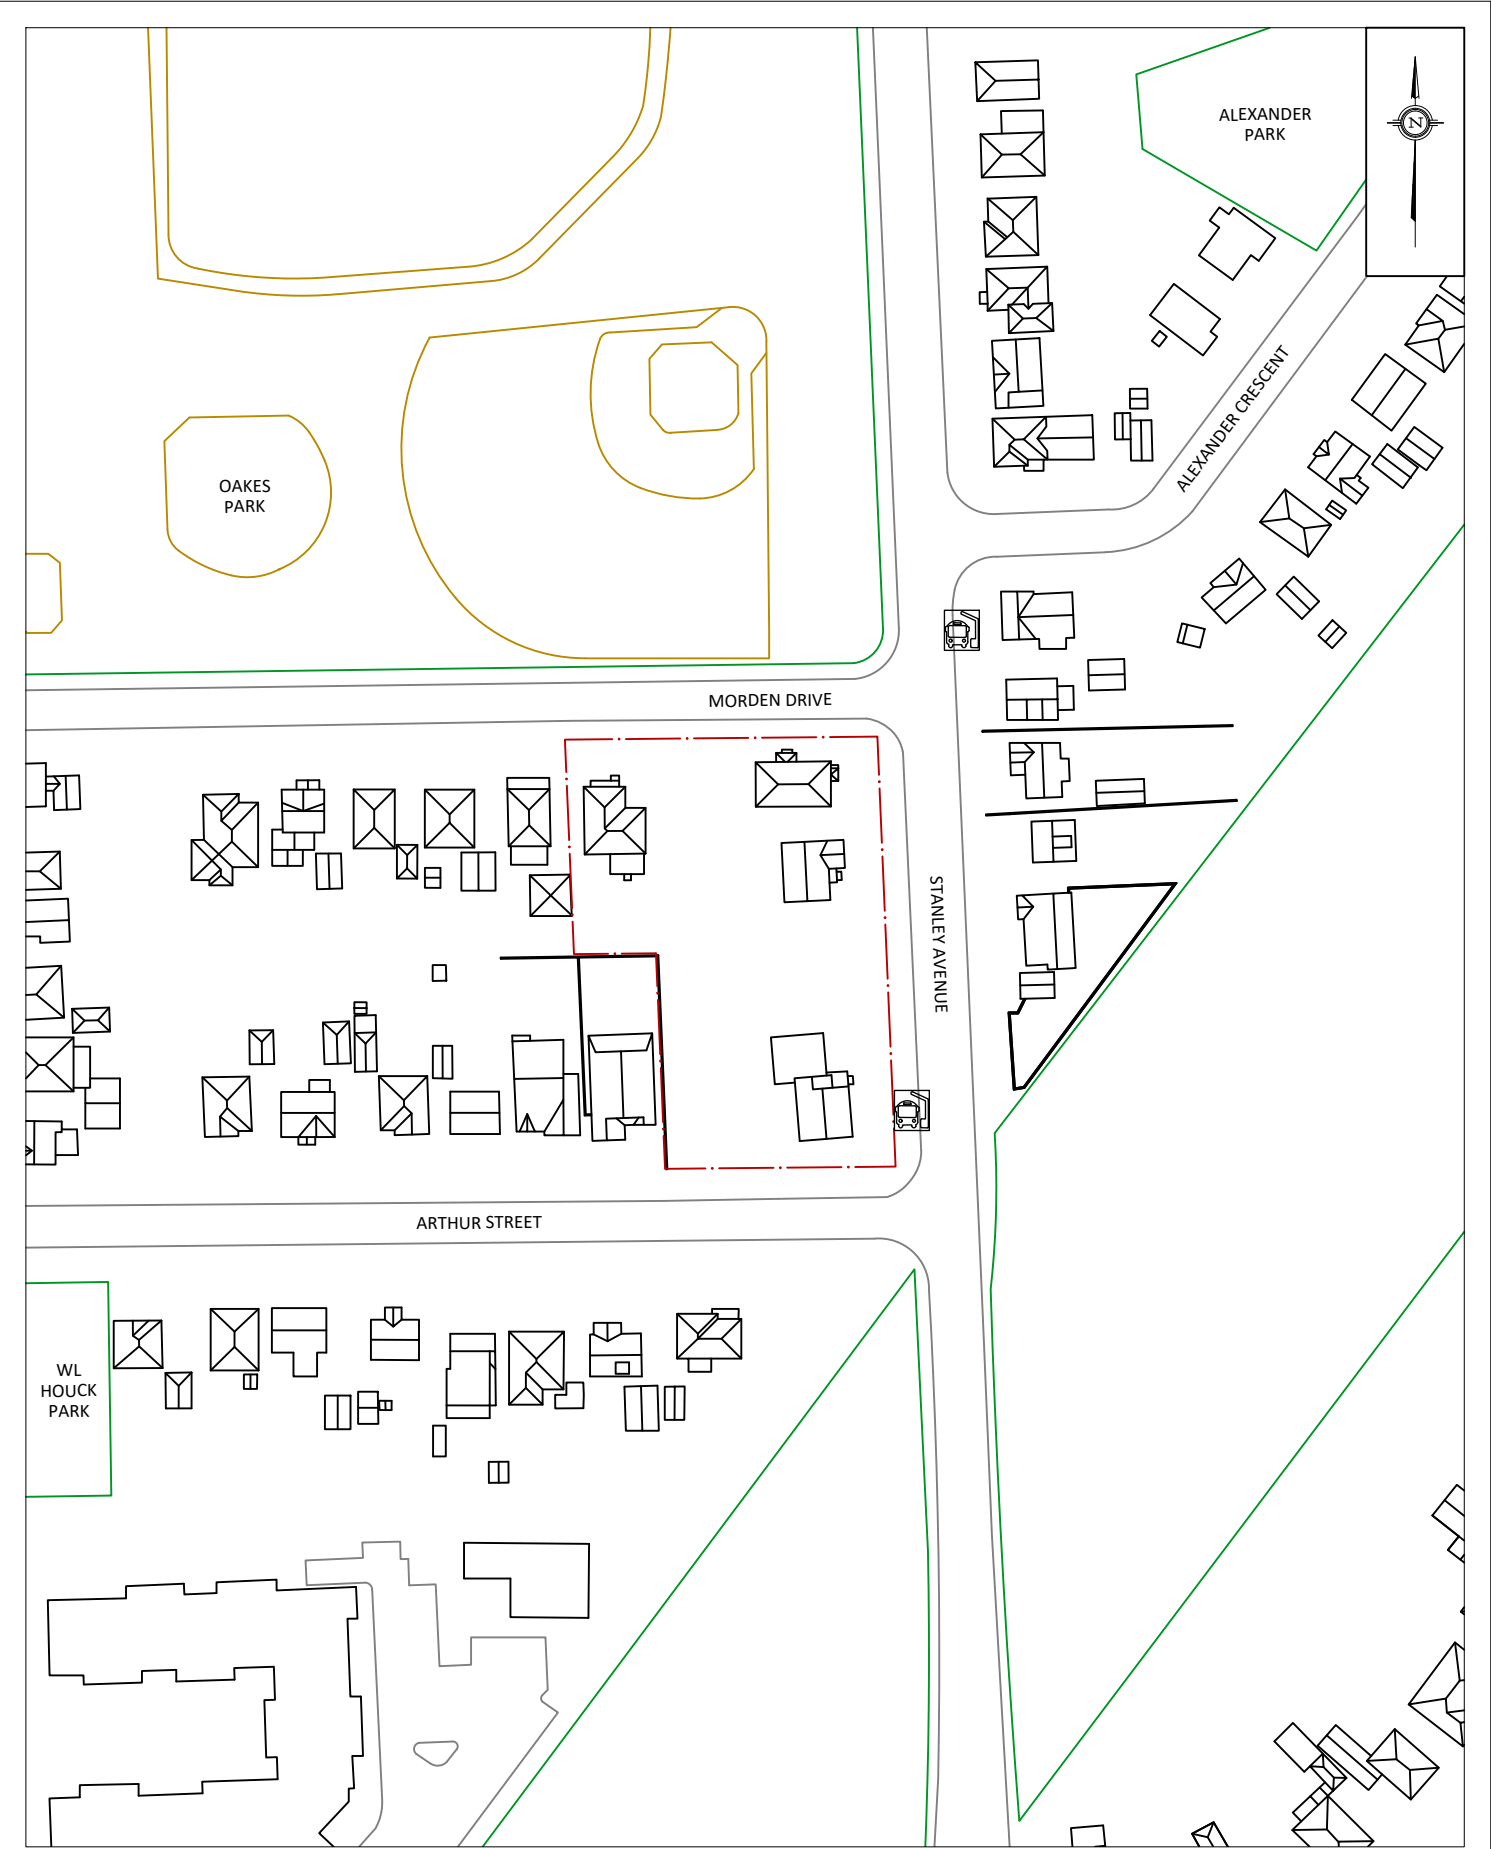 ALEXANDER
PARK
N
ALEXANDER CRESCENT
OAKES
PARK
MORDEN DRIVE
STANLEY AVENUE
ARTHUR STREET
WL
HOUCK
PARK